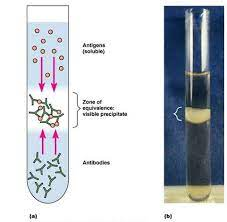 Antigens
(soluble)
Zone of
equivalence:
visible precipitate
Antibodies
(a)
(b)